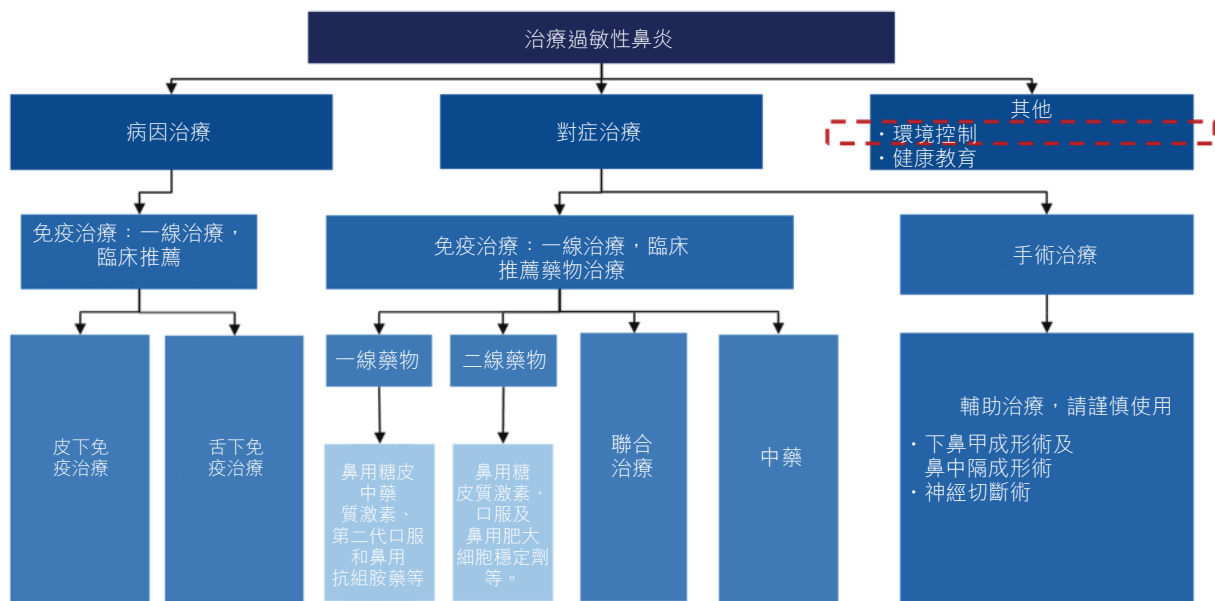 治療過敏性鼻炎
病因治療
對症治療
其他
・環境控制
・健康教育
免疫治療：一線治療，
臨床推薦
免疫治療：一線治療，臨床
推薦藥物治療
手術治療
皮下免
疫治療
舌下免
疫治療
一線藥物
二線藥物
鼻用糖皮
中藥
質激素、
第二代口服
和鼻用
抗組胺藥等
鼻用糖
皮質激素、
口服及
鼻用肥大
細胞穩定劑
等。
聯合
治療
中藥
輔助治療，請謹慎使用
・下鼻甲成形術及
鼻中隔成形術
・神經切斷術